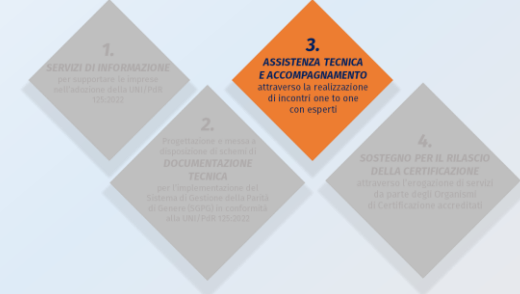 1.
SERVIZI DI INFORMAZIONE
per supportare le imprese
nell'adozione della UNI/PdR
125:2022
2.
Progettazione e messa a
disposizione di schemi di
DOCUMENTAZIONE
TECNICA
per l'implementazione del
Sistema di Gestione della Parità
di Genere (SGPG) in conformità
alla UNI/PdR 125:2022
3.
ASSISTENZA TECNICA
E ACCOMPAGNAMENTO
attraverso la realizzazione
di incontri one to one
con esperti
4.
SOSTEGNO PER IL RILASCIO
DELLA CERTIFICAZIONE
attraverso l'erogazione di servizi
da parte degli Organismi
di Certificazione accreditati